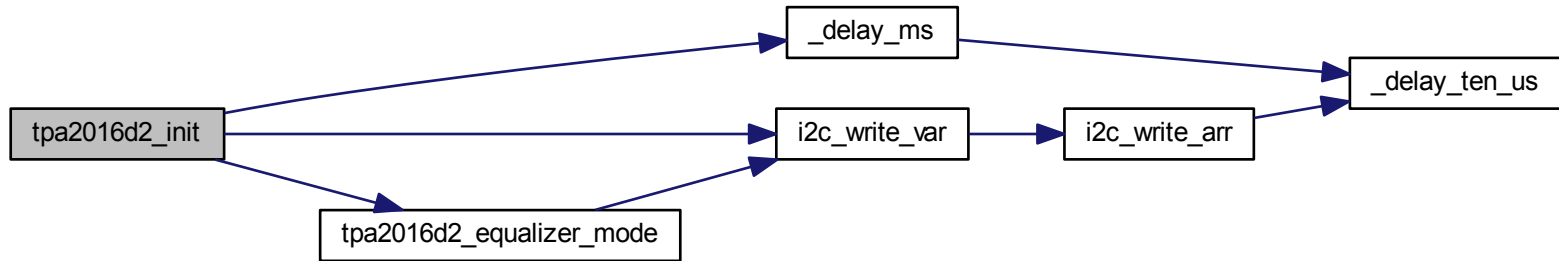 _delay_ms
_delay_ten_us
tpa2016d2_init
i2c_write_var
i2c_write_arr
tpa2016d2_equalizer_mode